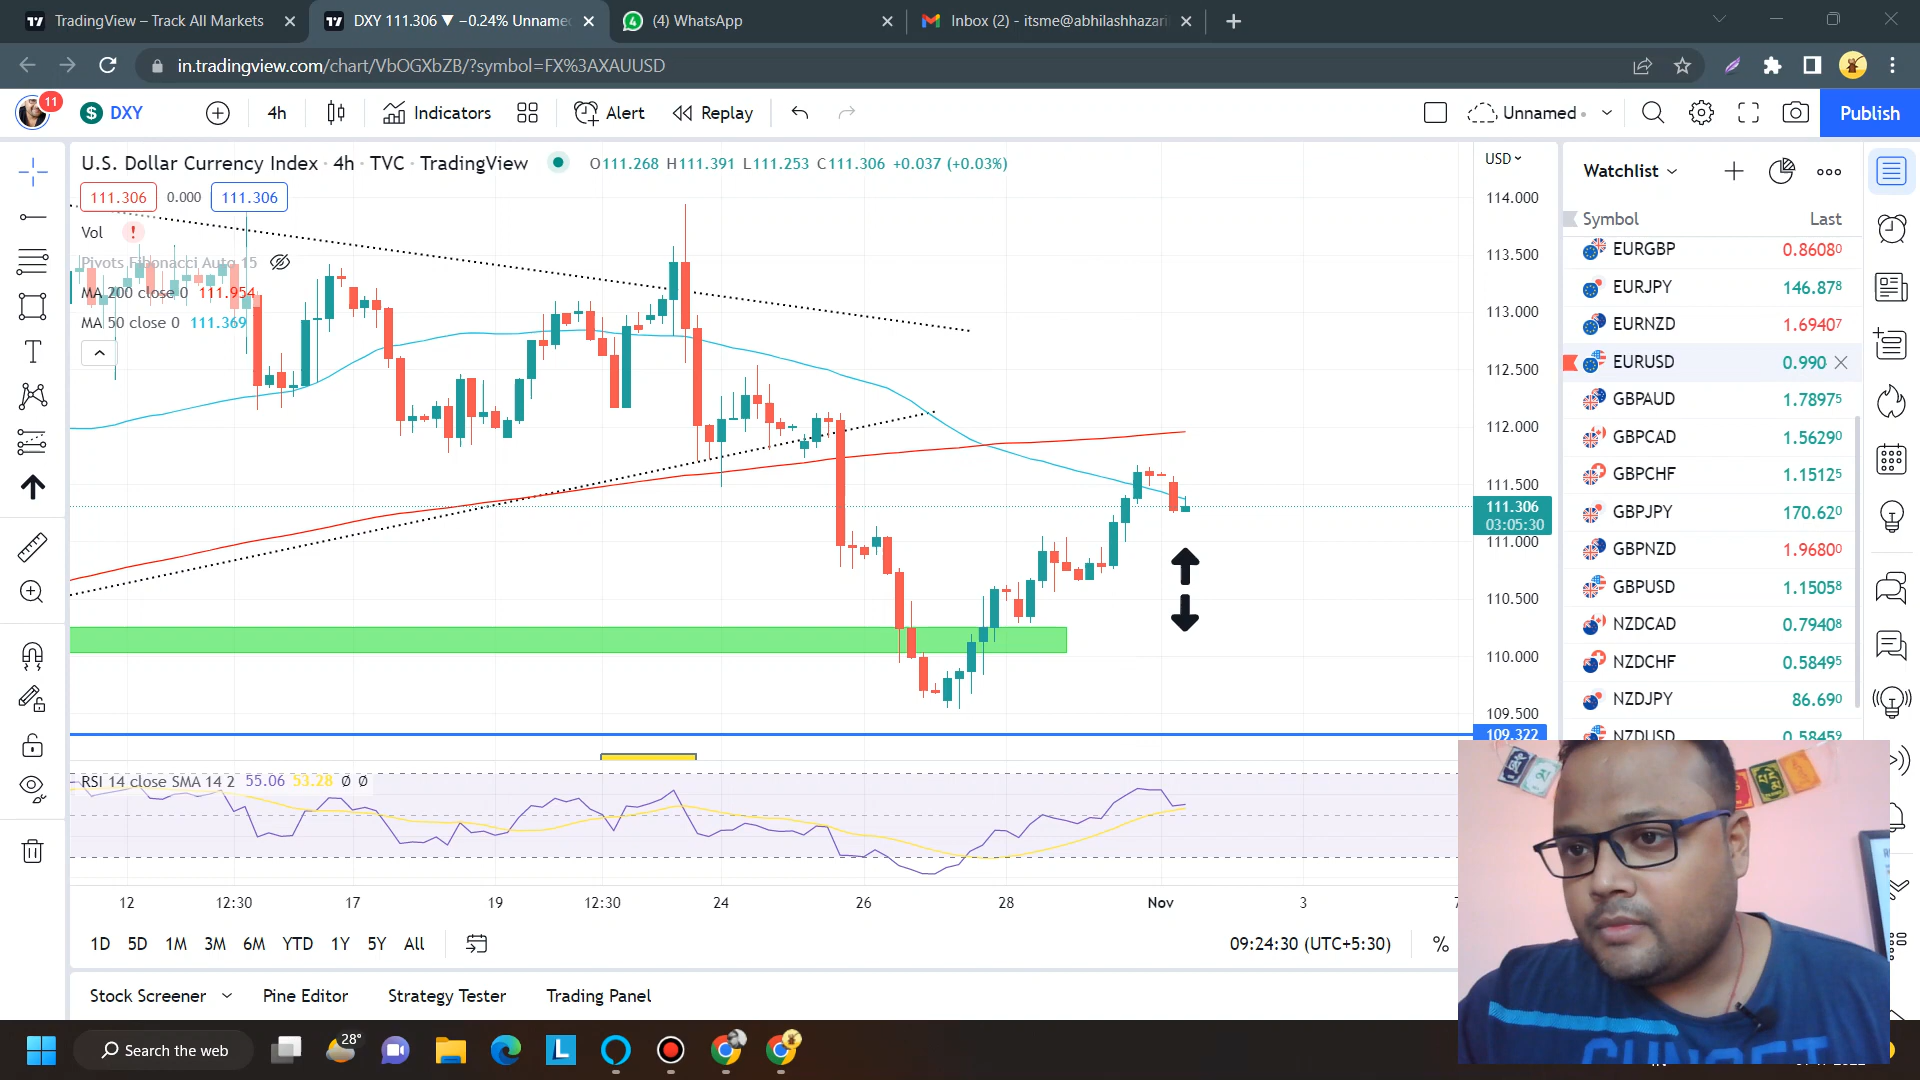 TradingView – Track All Markets
DXY 111.306 ▼ −0.24% Unname
(4) WhatsApp
Inbox (2) - itsme@abhilashhazari
in.tradingview.com/chart/VbOGXbZB/?symbol=FX%3AXAUUSD
11
DXY
4h
Indicators
Alert
Replay
Unnamed
Publish
U.S. Dollar Currency Index · 4h · TVC · TradingView
O111.268 H111.391 L111.253 C111.306 +0.037 (+0.03%)
111.306 0.000 111.306
Vol
Pivots Fibonacci Auto 15
MA 200 close 0 111.954
MA 50 close 0 111.369
USD
114.000
113.500
113.000
112.500
112.000
111.500
111.306
03:05:30
111.000
110.500
110.000
109.500
109.322
Watchlist
Symbol Last
EURGBP 0.86080
EURJPY 146.878
EURNZD 1.69407
EURUSD 0.990
GBPAUD 1.78975
GBPCAD 1.56290
GBPCHF 1.15125
GBPJPY 170.620
GBPNZD 1.96800
GBPUSD 1.15058
NZDCAD 0.79408
NZDCHF 0.58495
NZDJPY 86.690
NZDUSD 0.58459
RSI 14 close SMA 14 2 55.06 53.28 Ø Ø
12 12:30 17 19 12:30 24 26 28 Nov 3
1D 5D 1M 3M 6M YTD 1Y 5Y All
09:24:30 (UTC+5:30)
%
Stock Screener Pine Editor Strategy Tester Trading Panel
Search the web
28°
L